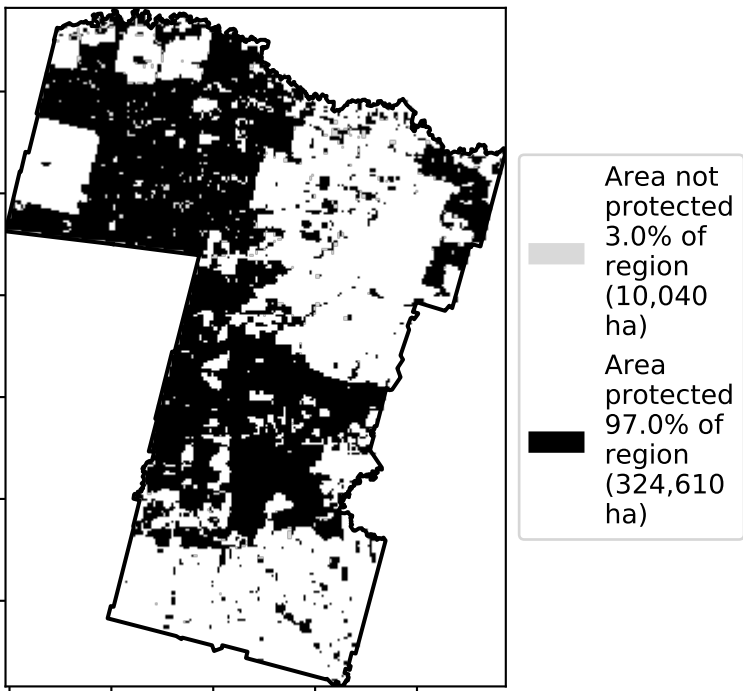 Area not
protected
3.0% of
region
(10,040
ha)
Area
protected
97.0% of
region
(324,610
ha)